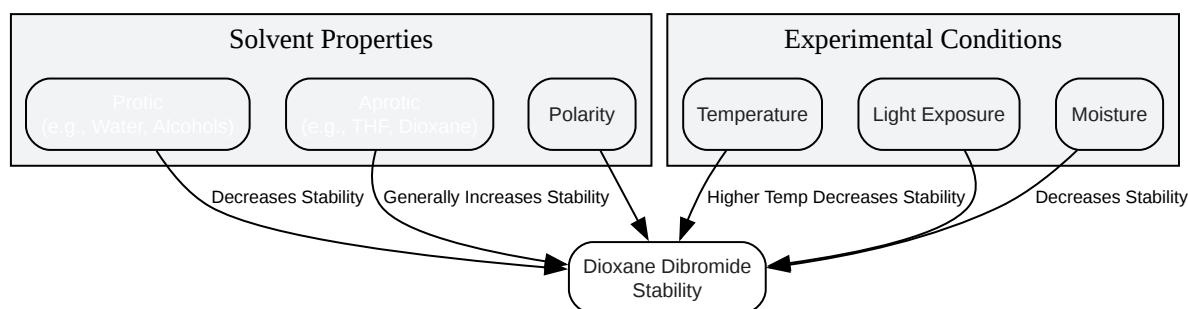 Solvent Properties
Experimental Conditions
Protic
(e.g., Water, Alcohols)
Aprotic
(e.g., THF, Dioxane)
Polarity
Temperature
Light Exposure
Moisture
Decreases Stability
Generally Increases Stability
Higher Temp Decreases Stability
Decreases Stability
Dioxane Dibromide
Stability